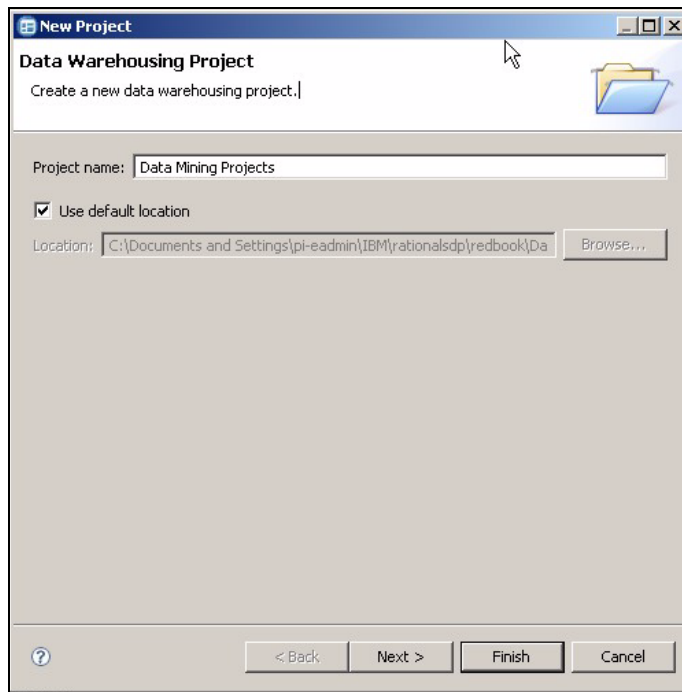 New Project
Data Warehousing Project
Create a new data warehousing project.
Project name: Data Mining Projects
Use default location
Location: C:\Documents and Settings\pi-eadmin\IBM\rationalsdp\redbook\Da Browse...
? < Back Next > Finish Cancel